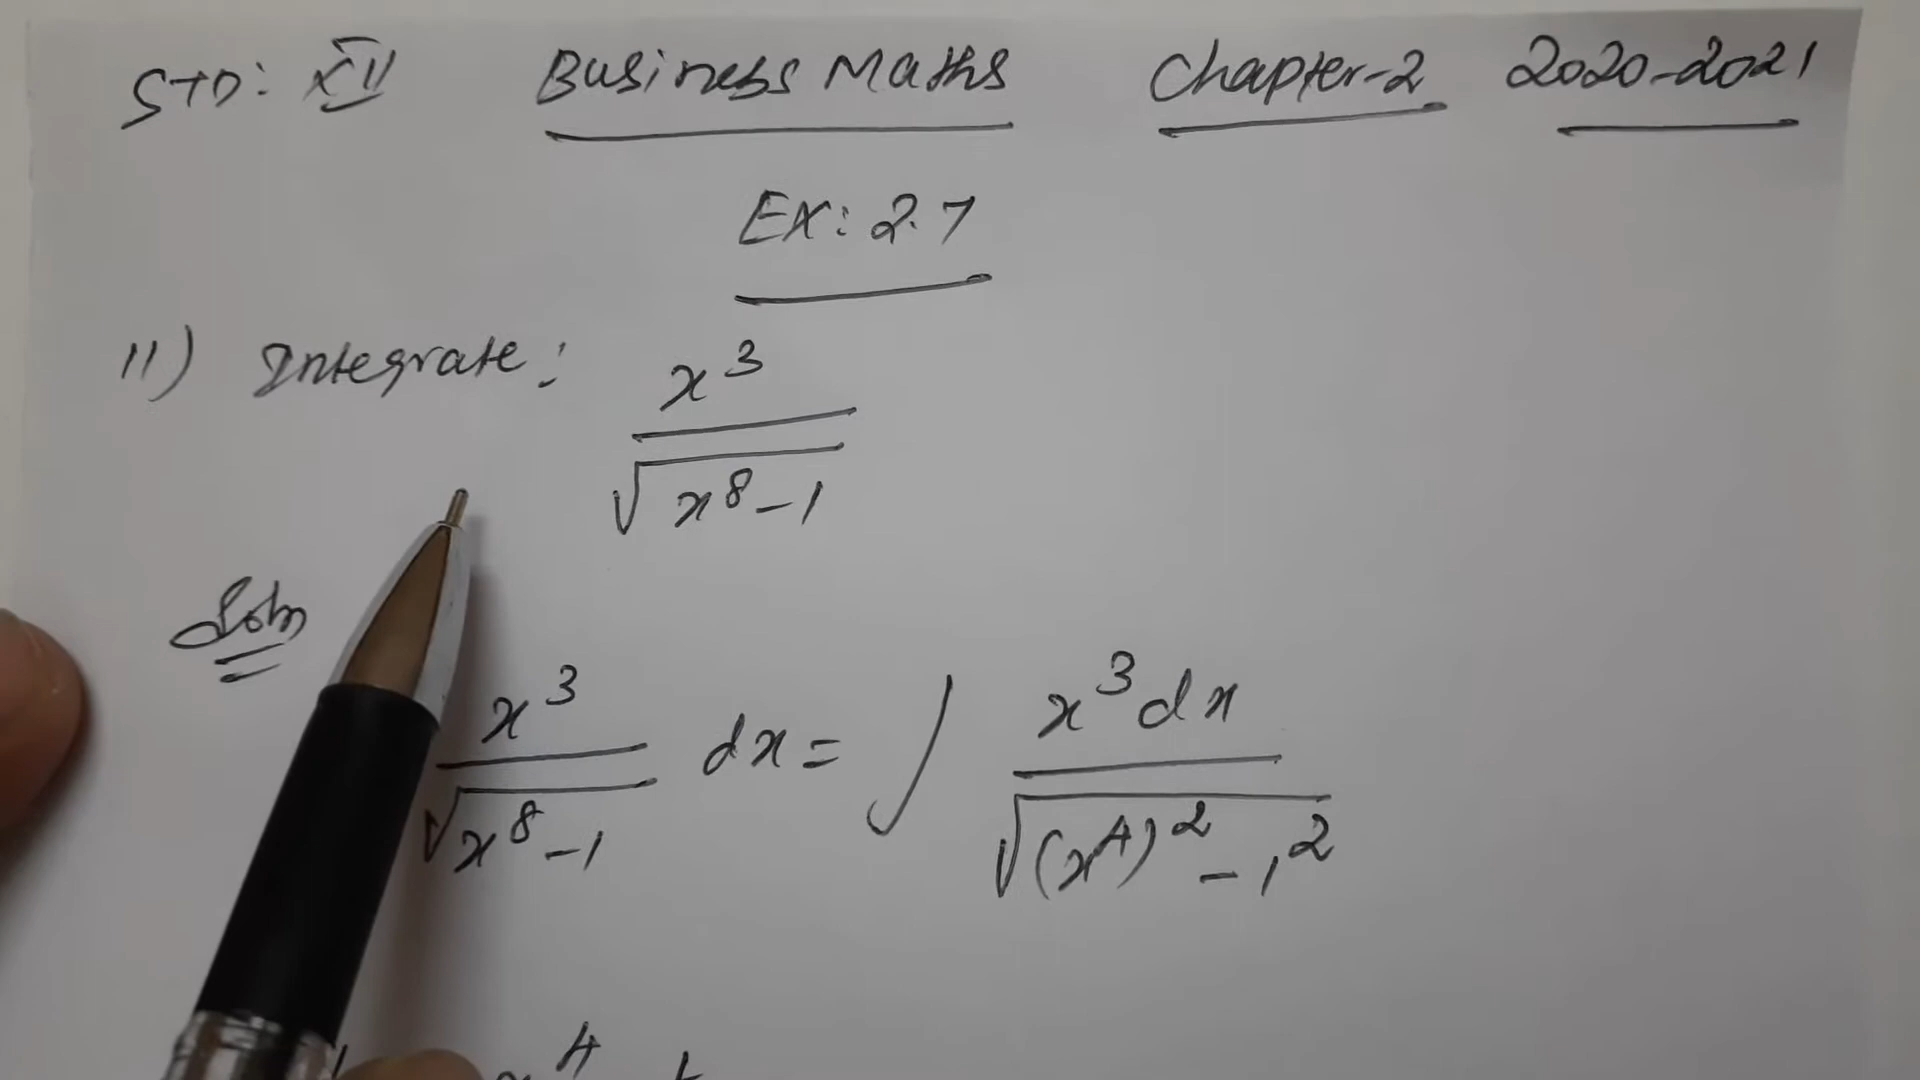 STD: XII Business Maths Chapter-2 2020-2021
EX: 2.7
11) Integrate: x³/√(x⁸-1)
Soln
x³/√(x⁸-1) dx = ∫ x³dx/√((x⁴)²-1²)